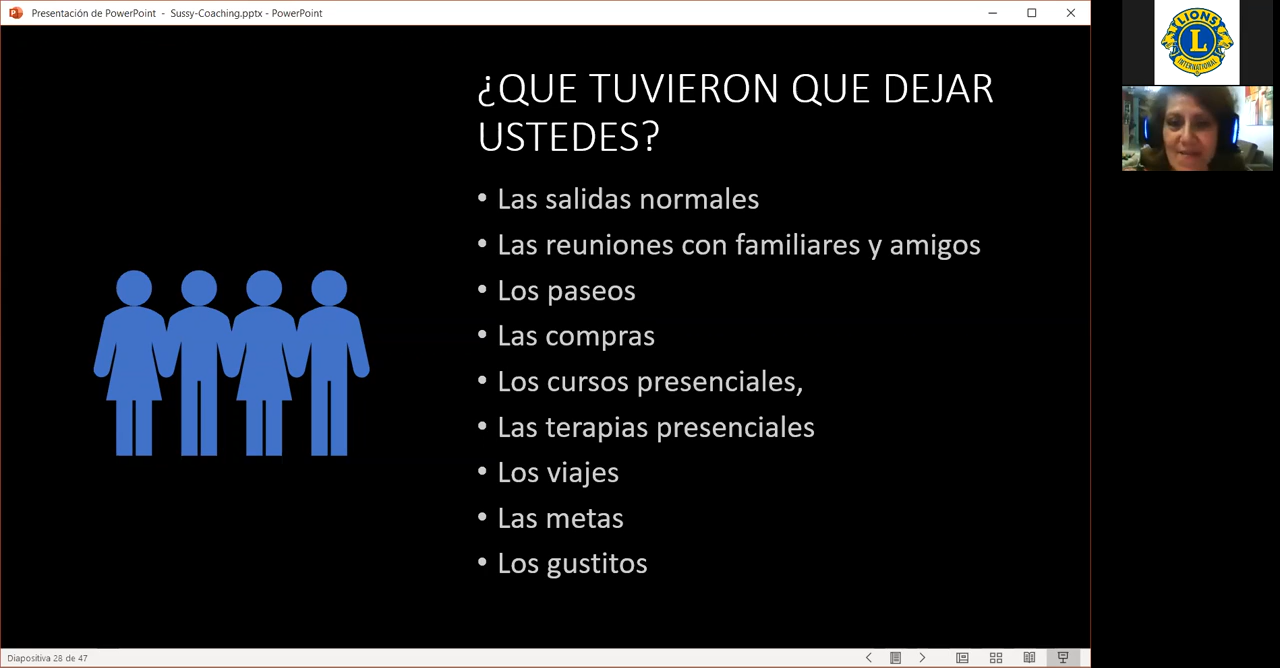 Presentación de PowerPoint - Sussy-Coaching.pptx - PowerPoint
LIONS
L
INTERNATIONAL
¿QUE TUVIERON QUE DEJAR
USTEDES?
• Las salidas normales
• Las reuniones con familiares y amigos
• Los paseos
• Las compras
• Los cursos presenciales,
• Las terapias presenciales
• Los viajes
• Las metas
• Los gustitos
Diapositiva 28 de 47